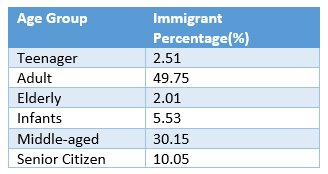 Age Group Immigrant
Percentage(%)
Teenager 2.51
Adult 49.75
Elderly 2.01
Infants 5.53
Middle-aged 30.15
Senior Citizen 10.05